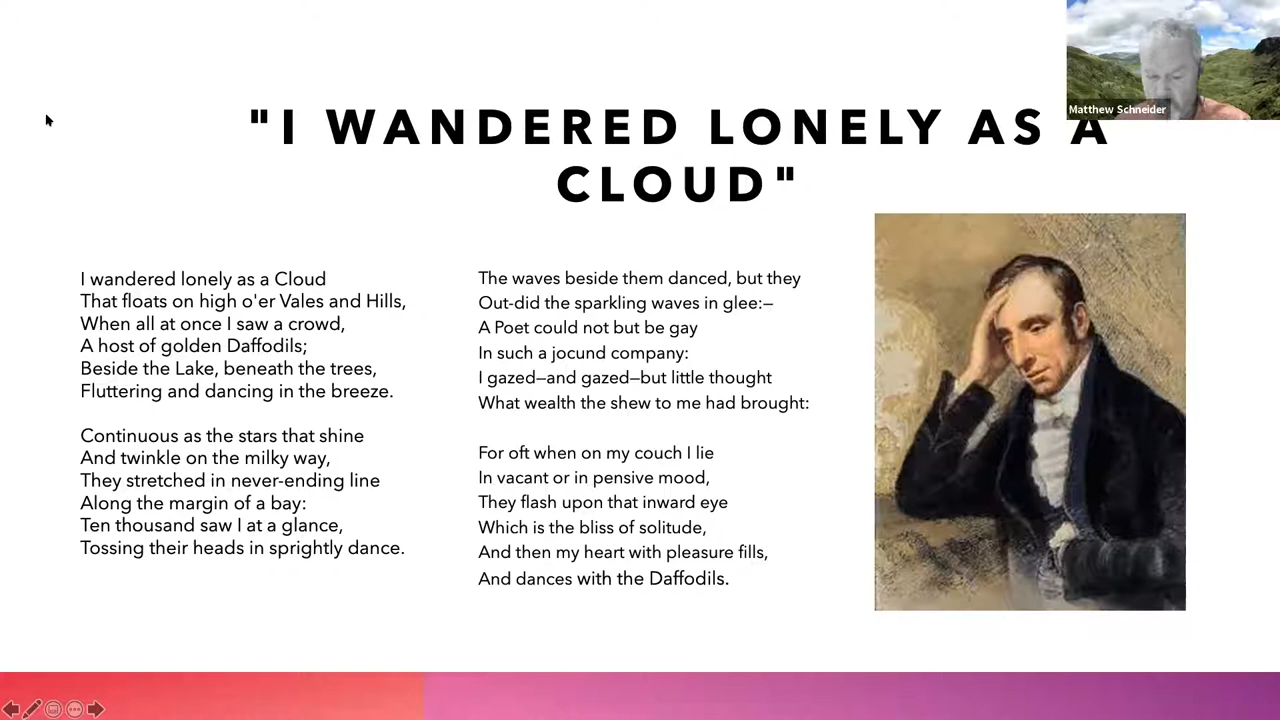 "I WANDERED LONELY AS A
CLOUD"
Matthew Schneider
I wandered lonely as a Cloud
That floats on high o'er Vales and Hills,
When all at once I saw a crowd,
A host of golden Daffodils;
Beside the Lake, beneath the trees,
Fluttering and dancing in the breeze.
Continuous as the stars that shine
And twinkle on the milky way,
They stretched in never-ending line
Along the margin of a bay:
Ten thousand saw I at a glance,
Tossing their heads in sprightly dance.
The waves beside them danced, but they
Out-did the sparkling waves in glee:—
A Poet could not but be gay
In such a jocund company:
I gazed—and gazed—but little thought
What wealth the shew to me had brought:
For oft when on my couch I lie
In vacant or in pensive mood,
They flash upon that inward eye
Which is the bliss of solitude,
And then my heart with pleasure fills,
And dances with the Daffodils.